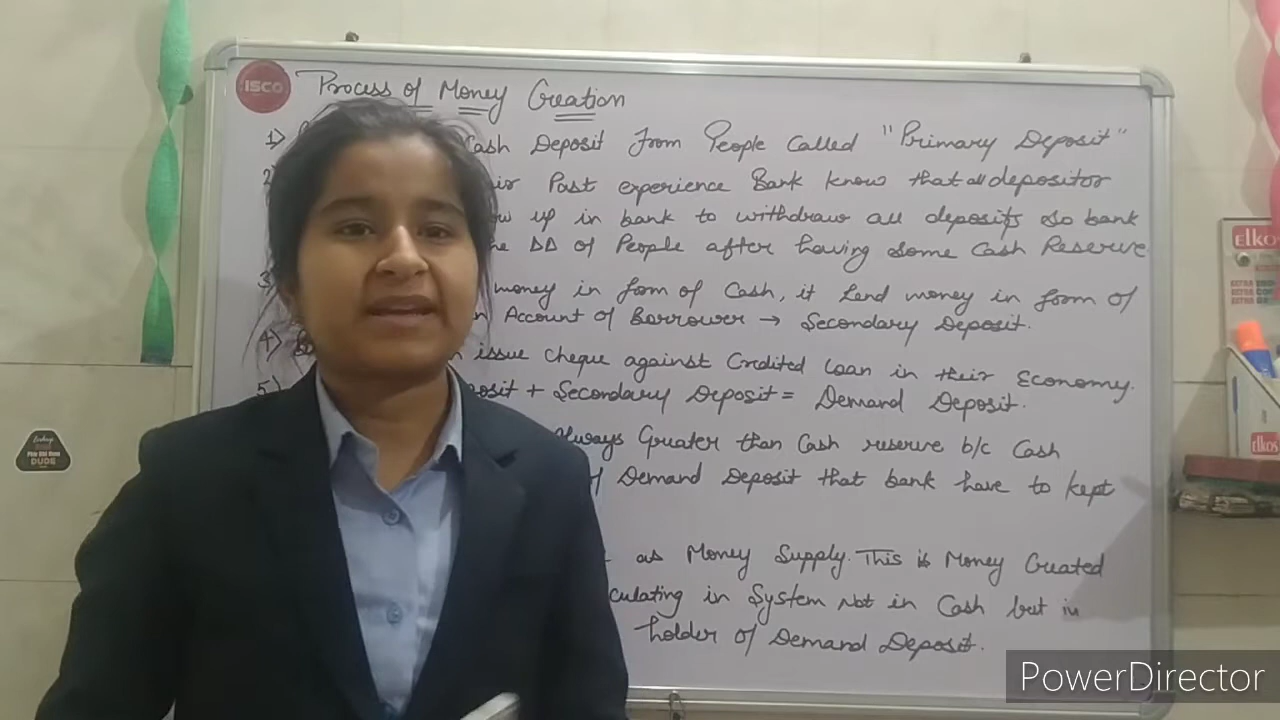 ISCO Process of Money Creation
1) Cash Deposit from People Called "Primary Deposit"
2 Past experience Bank know that all depositor
up in bank to withdraw all deposits so bank
DD of People after having some Cash Reserve
3 money in form of Cash, it Lend money in form of
Account of Borrower → Secondary Deposit.
4) issue cheque against Credited Loan in their Economy.
5) + Secondary Deposit = Demand Deposit.
Always Greater than Cash reserve b/c Cash
of Demand Deposit that bank have to kept
as Money Supply. This is Money Created
in System Not in Cash but in
holder of Demand Deposit.
elkos
elkos
DUDE
PowerDirector